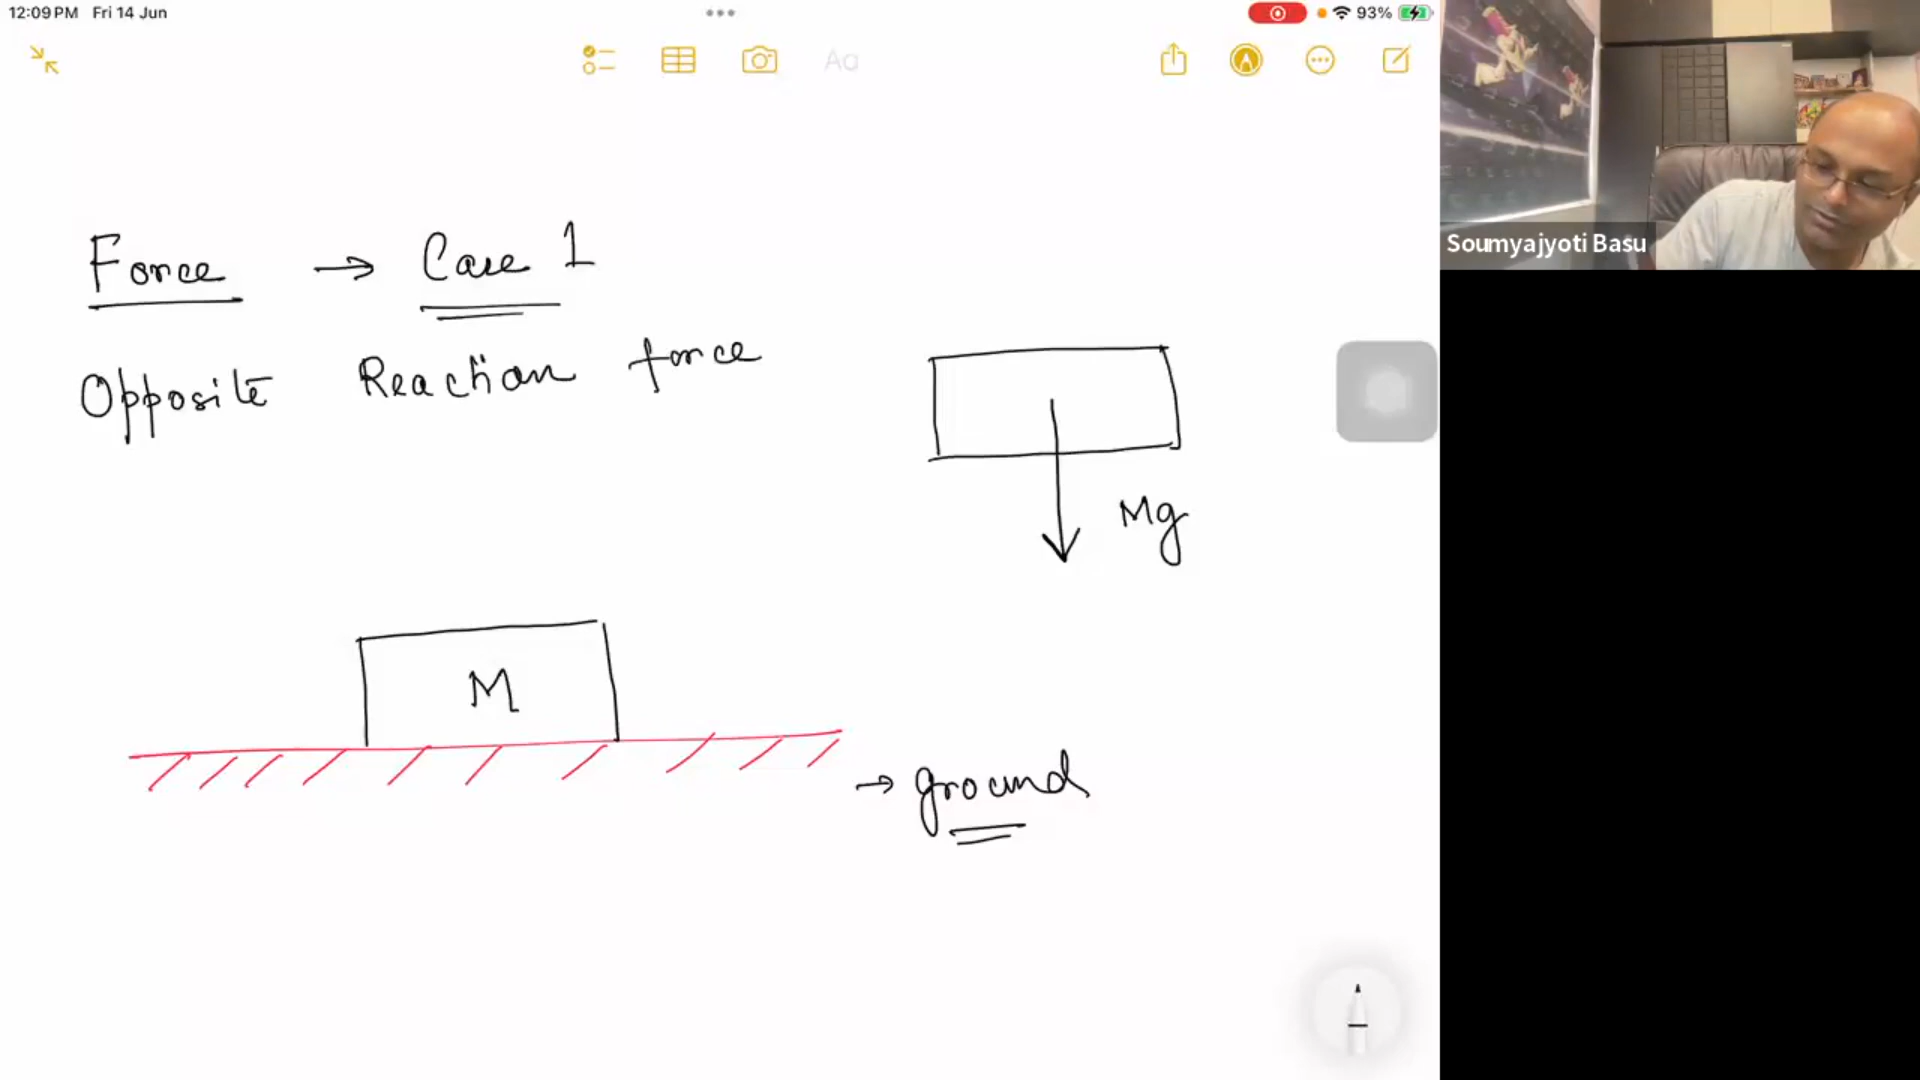 12:09 PM Fri 14 Jun
93%
Aa
Soumyajyoti Basu
Force → Case 1
Opposite Reaction force
Mg
M
→ ground